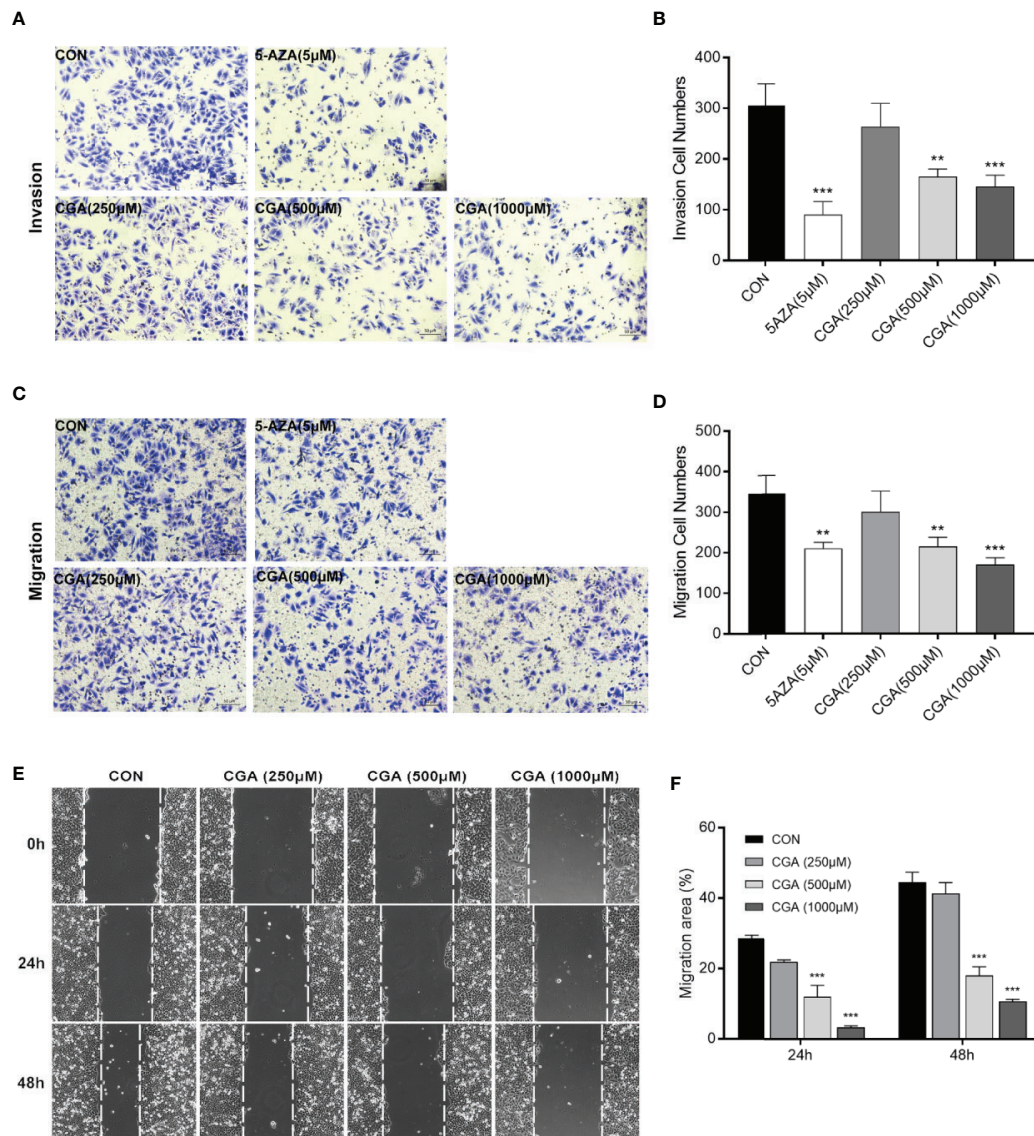 A
CON
5-AZA(5μM)
CGA(250μM)
CGA(500μM)
CGA(1000μM)
Invasion
B
400
300
200
100
0
Invasion Cell Numbers
***
**
***
CON
5AZA(5μM)
CGA(250μM)
CGA(500μM)
CGA(1000μM)
C
CON
5-AZA(5μM)
CGA(250μM)
CGA(500μM)
CGA(1000μM)
Migration
D
500
400
300
200
100
0
Migration Cell Numbers
**
**
***
CON
5AZA(5μM)
CGA(250μM)
CGA(500μM)
CGA(1000μM)
E
CON
CGA (250μM)
CGA (500μM)
CGA (1000μM)
0h
24h
48h
F
60
40
20
0
Migration area (%)
CON
CGA (250μM)
CGA (500μM)
CGA (1000μM)
***
***
***
***
24h
48h